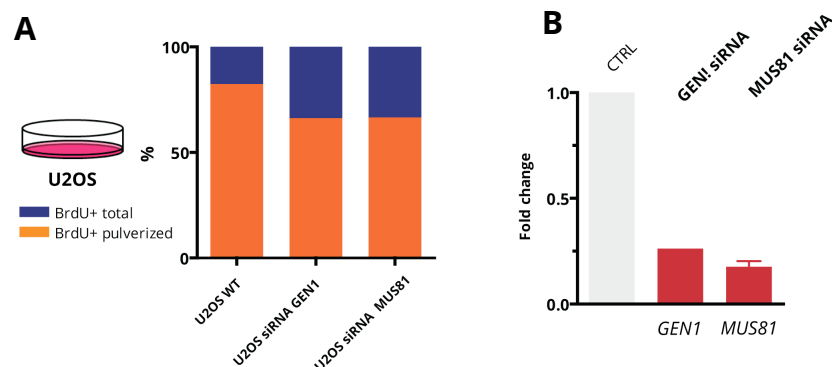 A
100
50
0
%
U2OS
BrdU+ total
BrdU+ pulverized
U2OS WT
U2OS siRNA GEN1
U2OS siRNA MUS81
B
CTRL
GEN! siRNA
MUS81 siRNA
1.0
0.5
0.0
Fold change
GEN1
MUS81